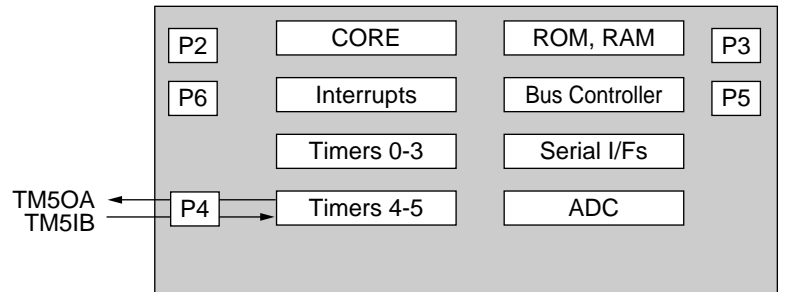 P2
CORE
ROM, RAM
P3
P6
Interrupts
Bus Controller
P5
Timers 0-3
Serial I/Fs
TM5OA
TM5IB
P4
Timers 4-5
ADC